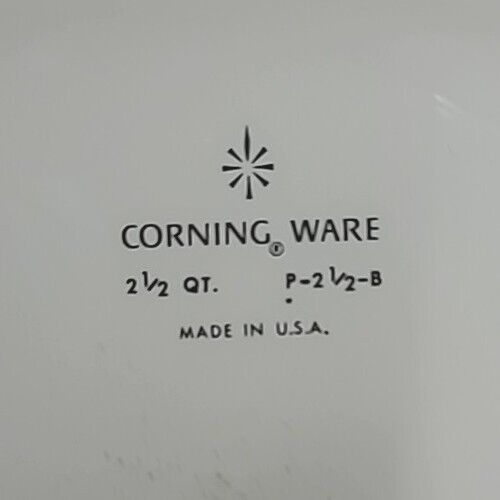 CORNING® WARE
2 1/2 QT. P-2 1/2-B
MADE IN U.S.A.